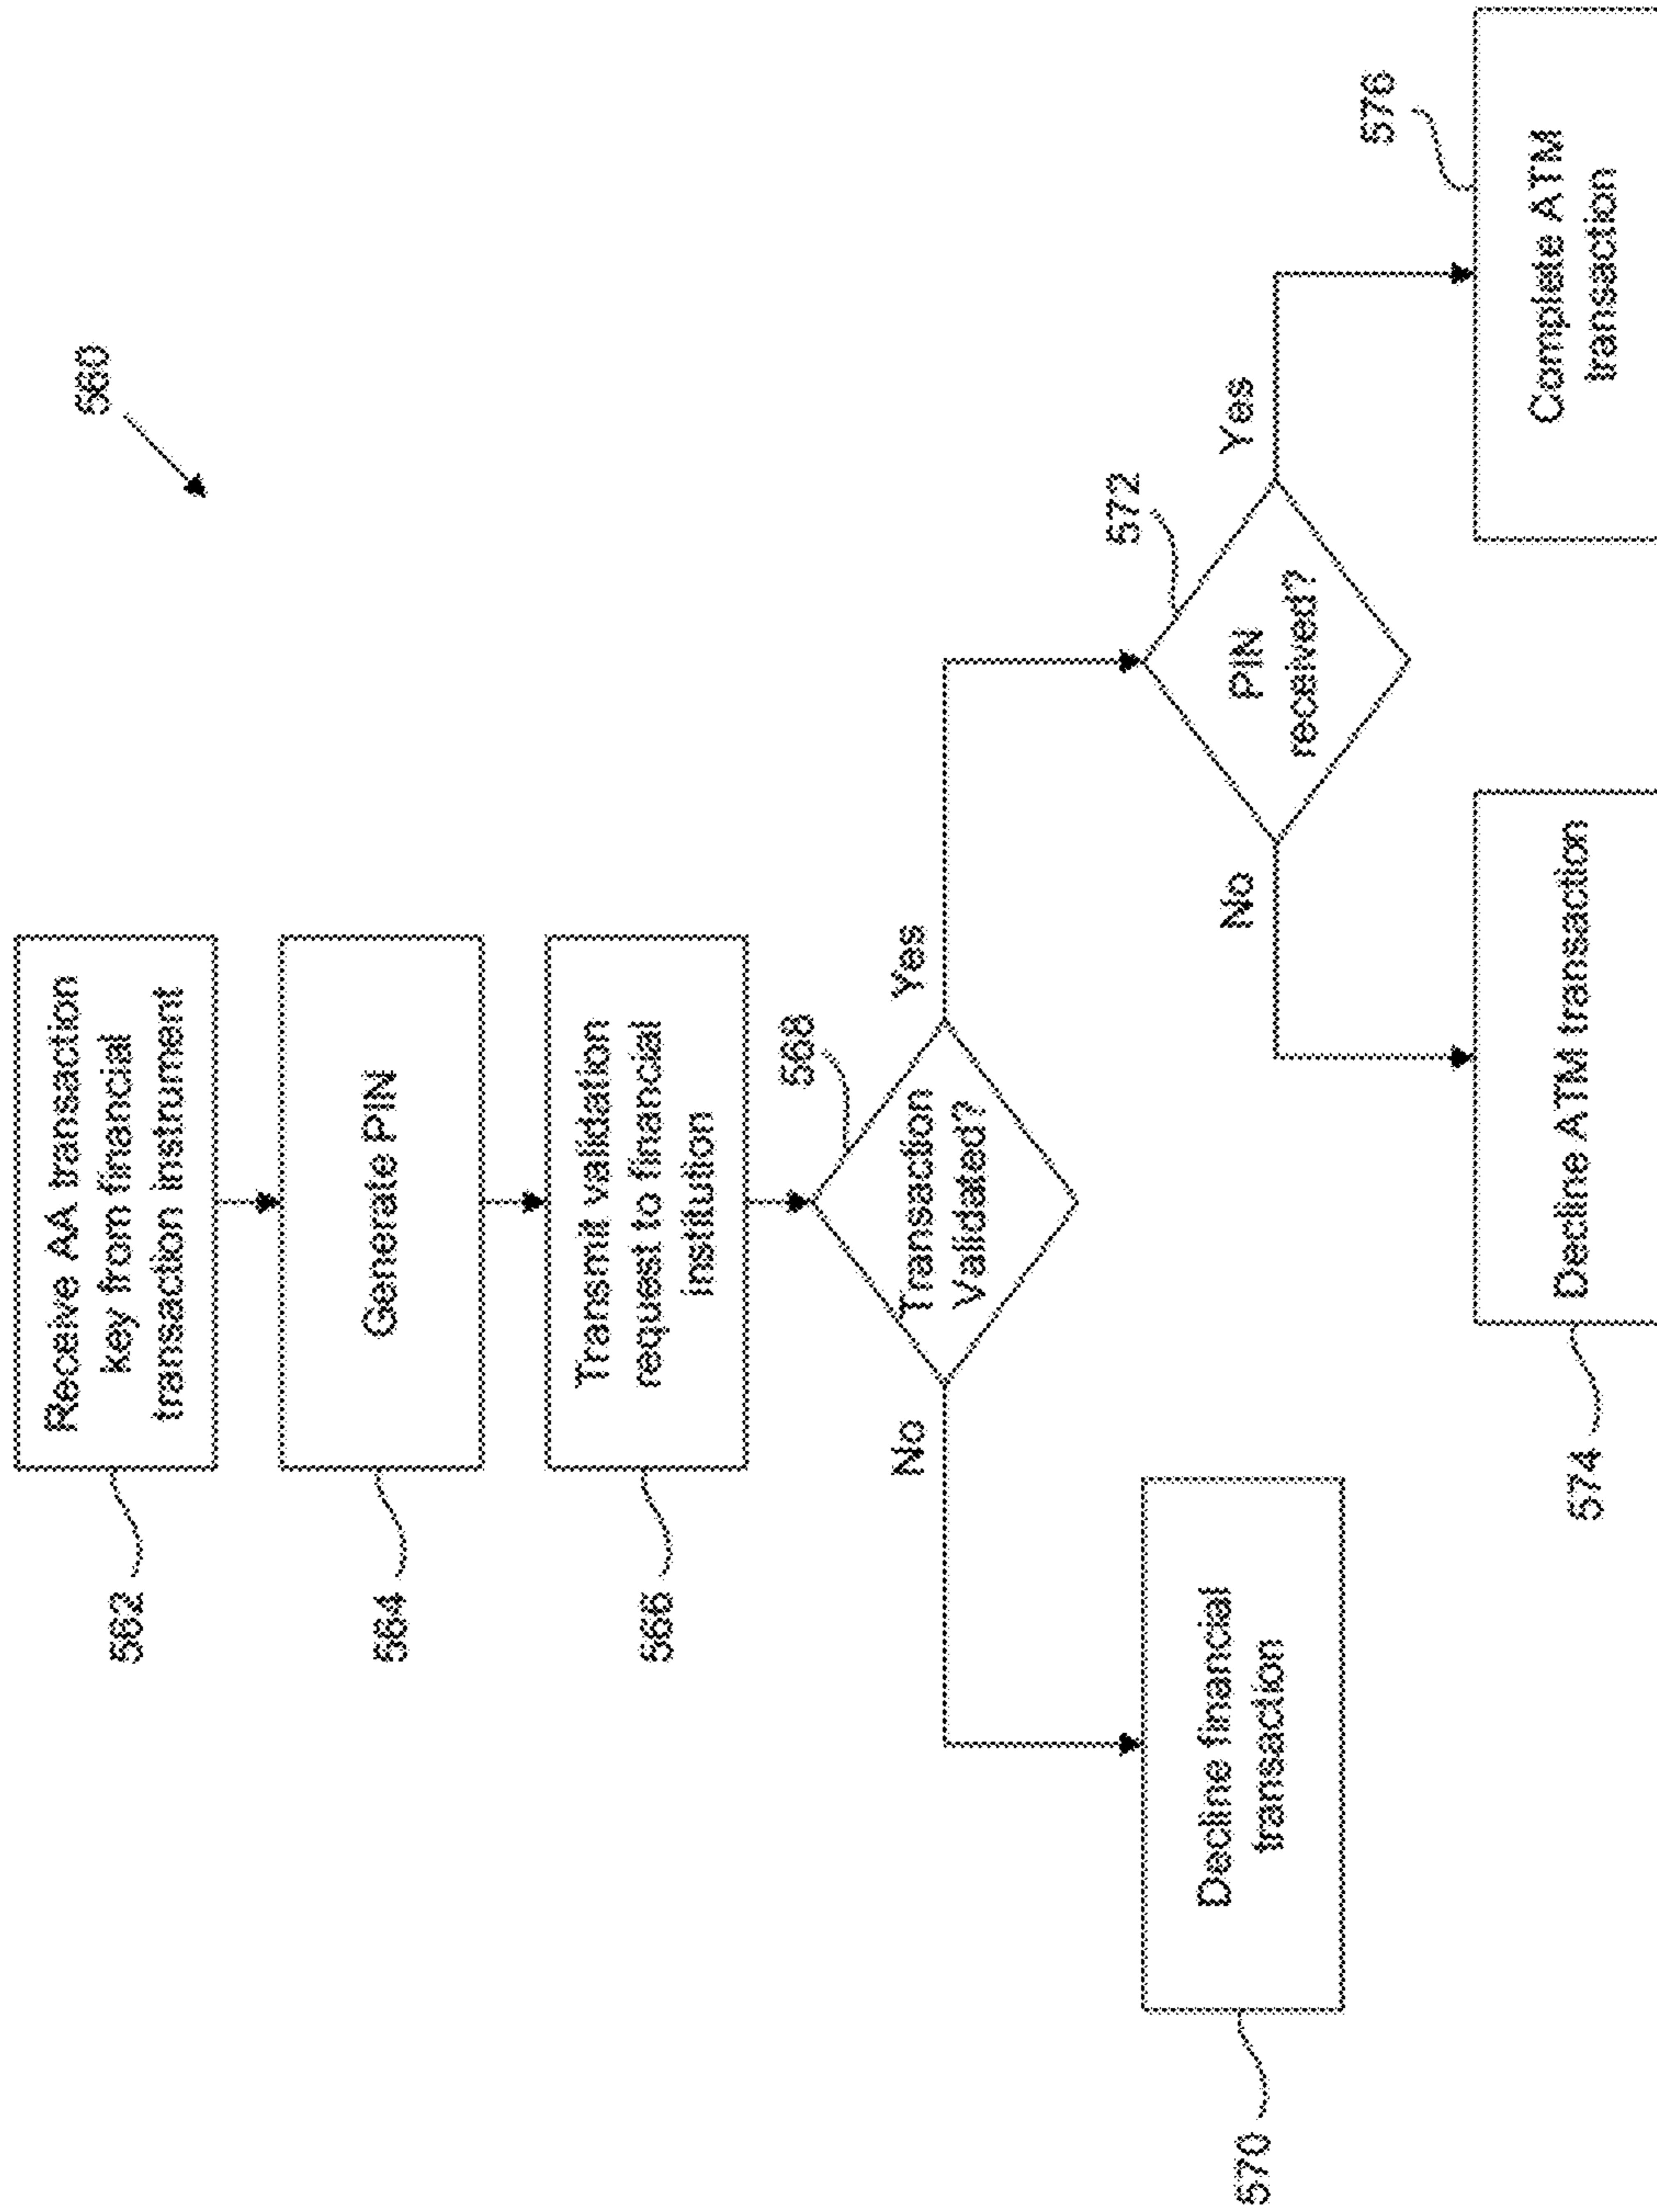 560
Receive AA transaction
key from financial
transaction instrument
562
Generate PIN
564
Transmit validation
request to financial
institution
566
Transaction
Validated?
568
No
Yes
Decline financial
transaction
570
PIN
received?
572
No
Yes
Decline ATM transaction
574
Complete ATM
transaction
576